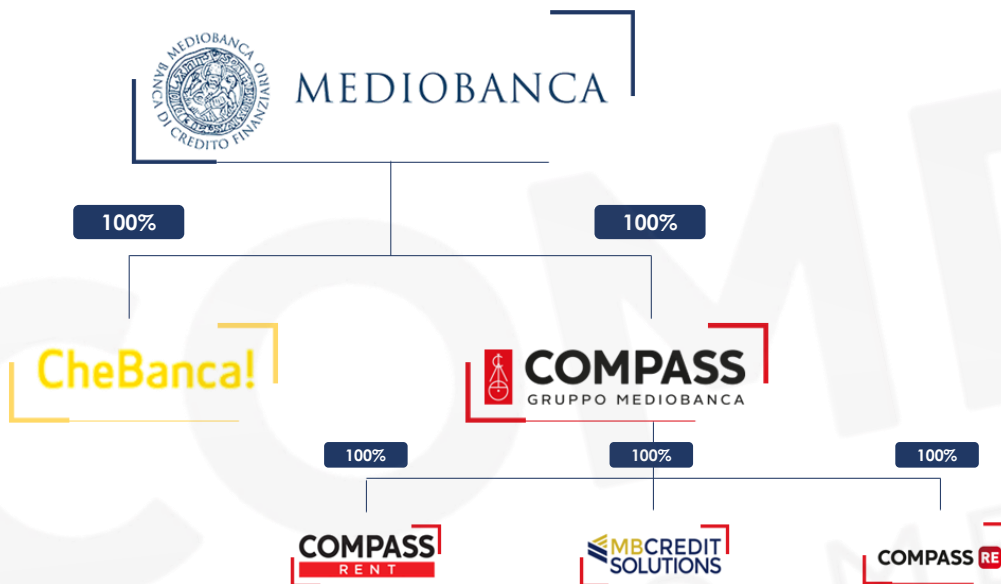 MEDIOBANCA
BANCA DI CREDITO FINANZIARIO
MEDIOBANCA
100%
100%
CheBanca!
COMPASS
GRUPPO MEDIOBANCA
100%
100%
100%
COMPASS
RENT
MBCREDIT
SOLUTIONS
COMPASS RE